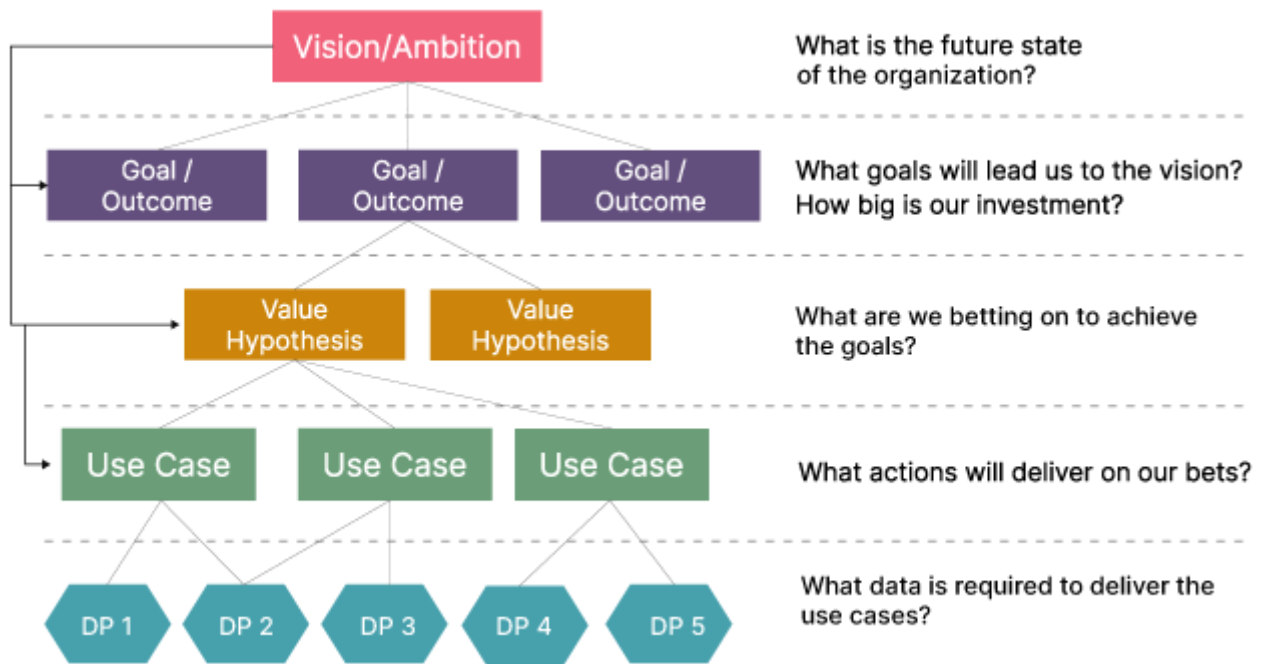 Vision/Ambition
What is the future state
of the organization?
Goal /
Outcome
Goal /
Outcome
Goal /
Outcome
What goals will lead us to the vision?
How big is our investment?
Value
Hypothesis
Value
Hypothesis
What are we betting on to achieve
the goals?
Use Case
Use Case
Use Case
What actions will deliver on our bets?
DP 1
DP 2
DP 3
DP 4
DP 5
What data is required to deliver the
use cases?